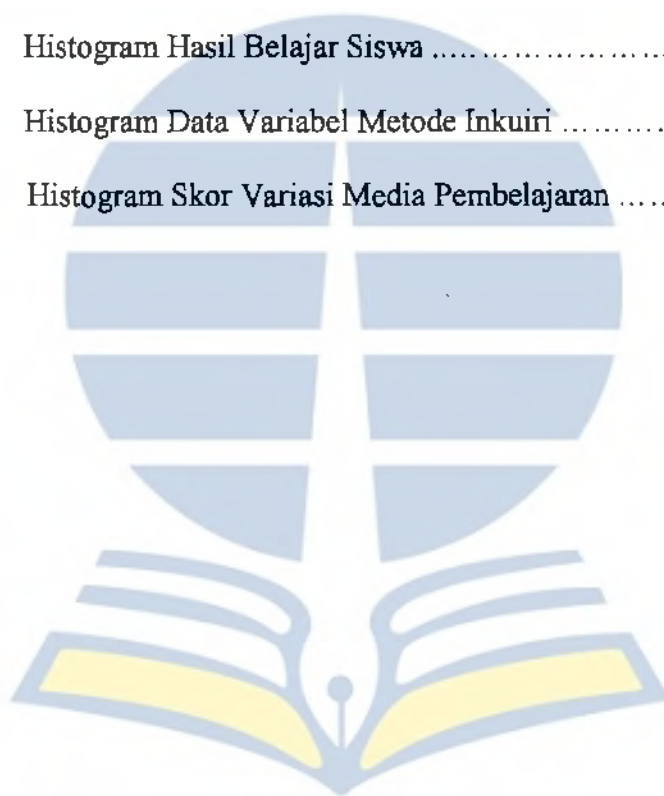 Histogram Hasil Belajar Siswa ......................
Histogram Data Variabel Metode Inkuiri ...........
Histogram Skor Variasi Media Pembelajaran ......